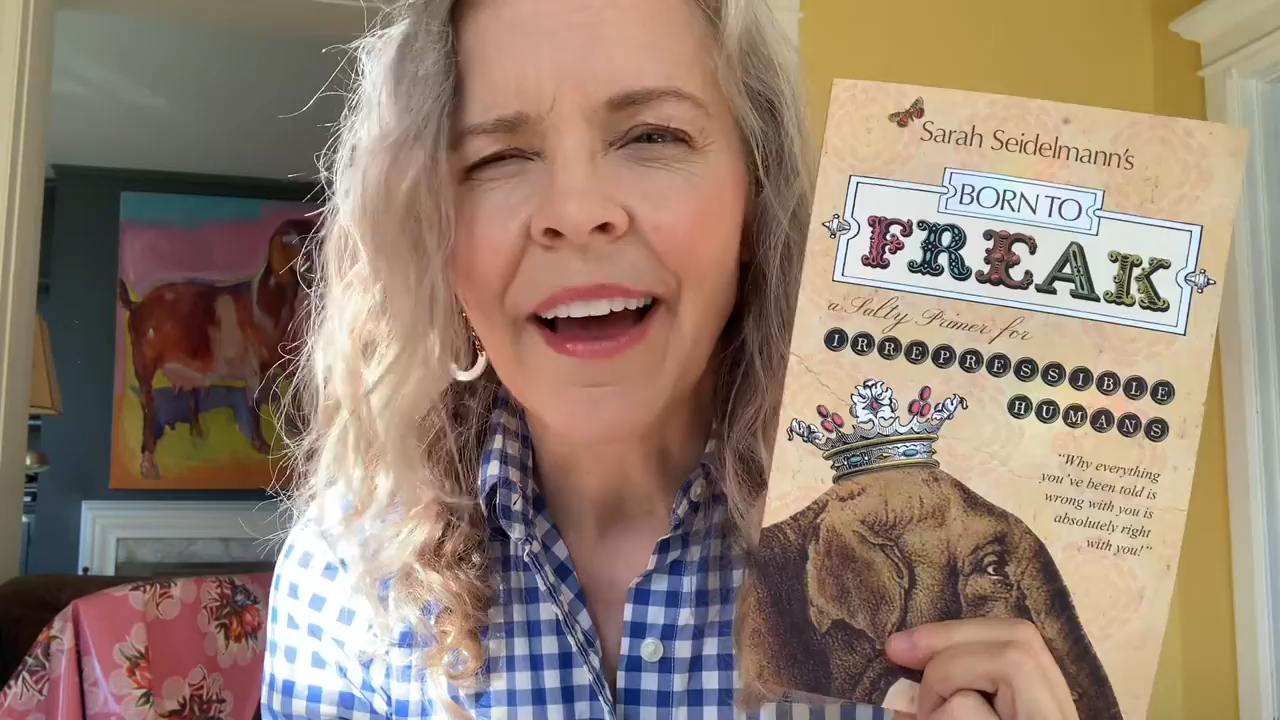 Sarah Seidelmann's
BORN TO
FREAK
a Salty Primer for
IRREPRESSIBLE
HUMANS
"Why everything
you've been told is
wrong with you is
absolutely right
with you!"